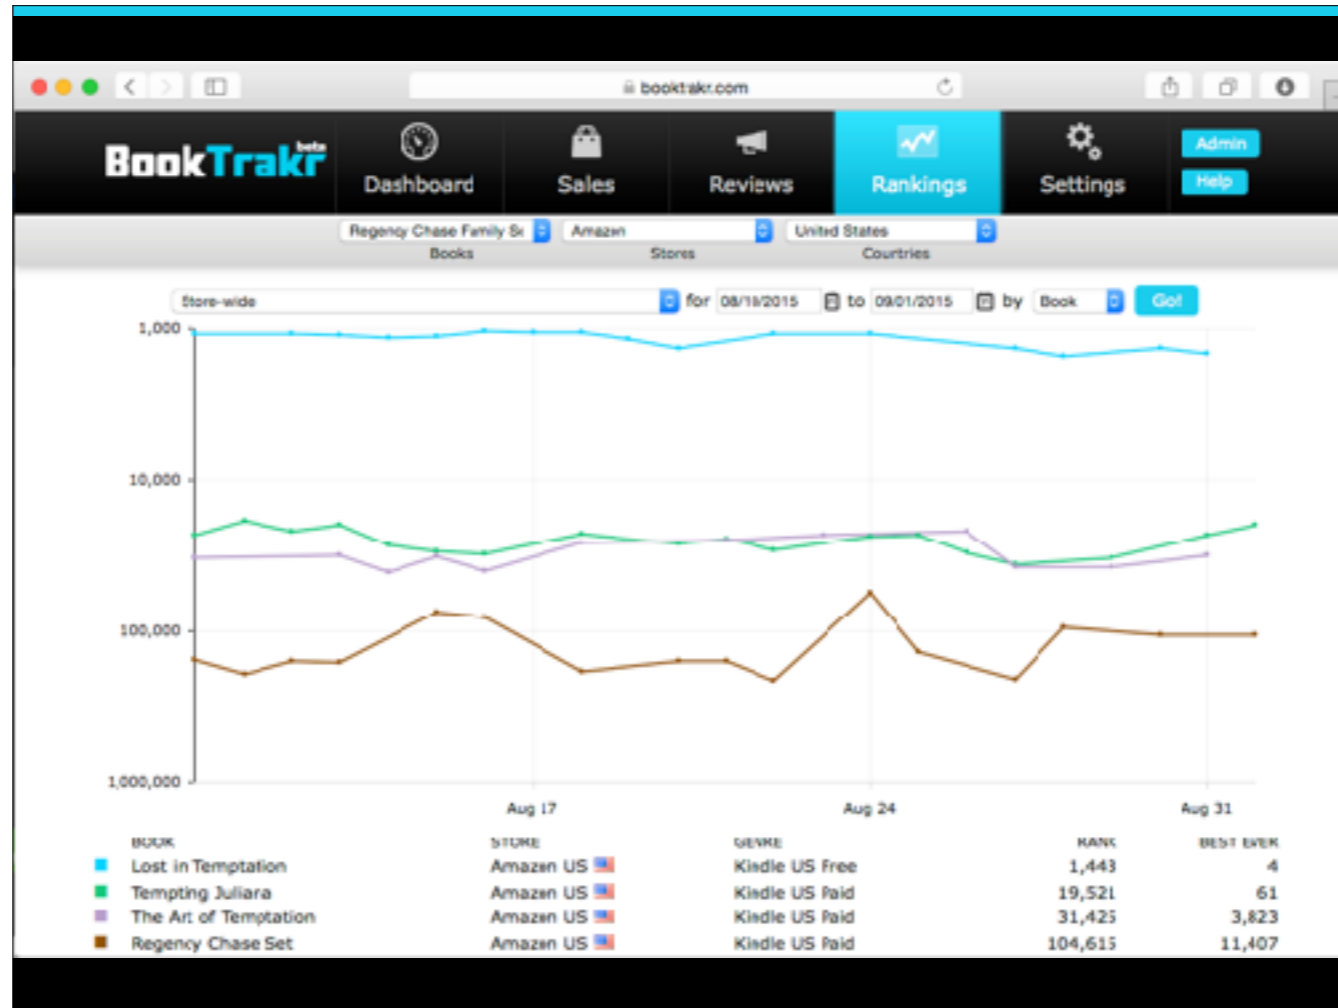 booktrakr.com
BookTrakr beta
Dashboard
Sales
Reviews
Rankings
Settings
Admin
Help
Regency Chase Family Se
Amazon
United States
Books
Stores
Countries
Store-wide
for
to 09/01/2015
by Book
Go!
1,000
10,000
100,000
1,000,000
Aug 17
Aug 24
Aug 31
BOOK STORE GENRE RANK BEST EVER
Lost in Temptation Amazon US Kindle US Free 1,443 4
Tempting Juliana Amazon US Kindle US Paid 19,521 61
The Art of Temptation Amazon US Kindle US Paid 31,425 3,823
Regency Chase Set Amazon US Kindle US Paid 104,615 11,407